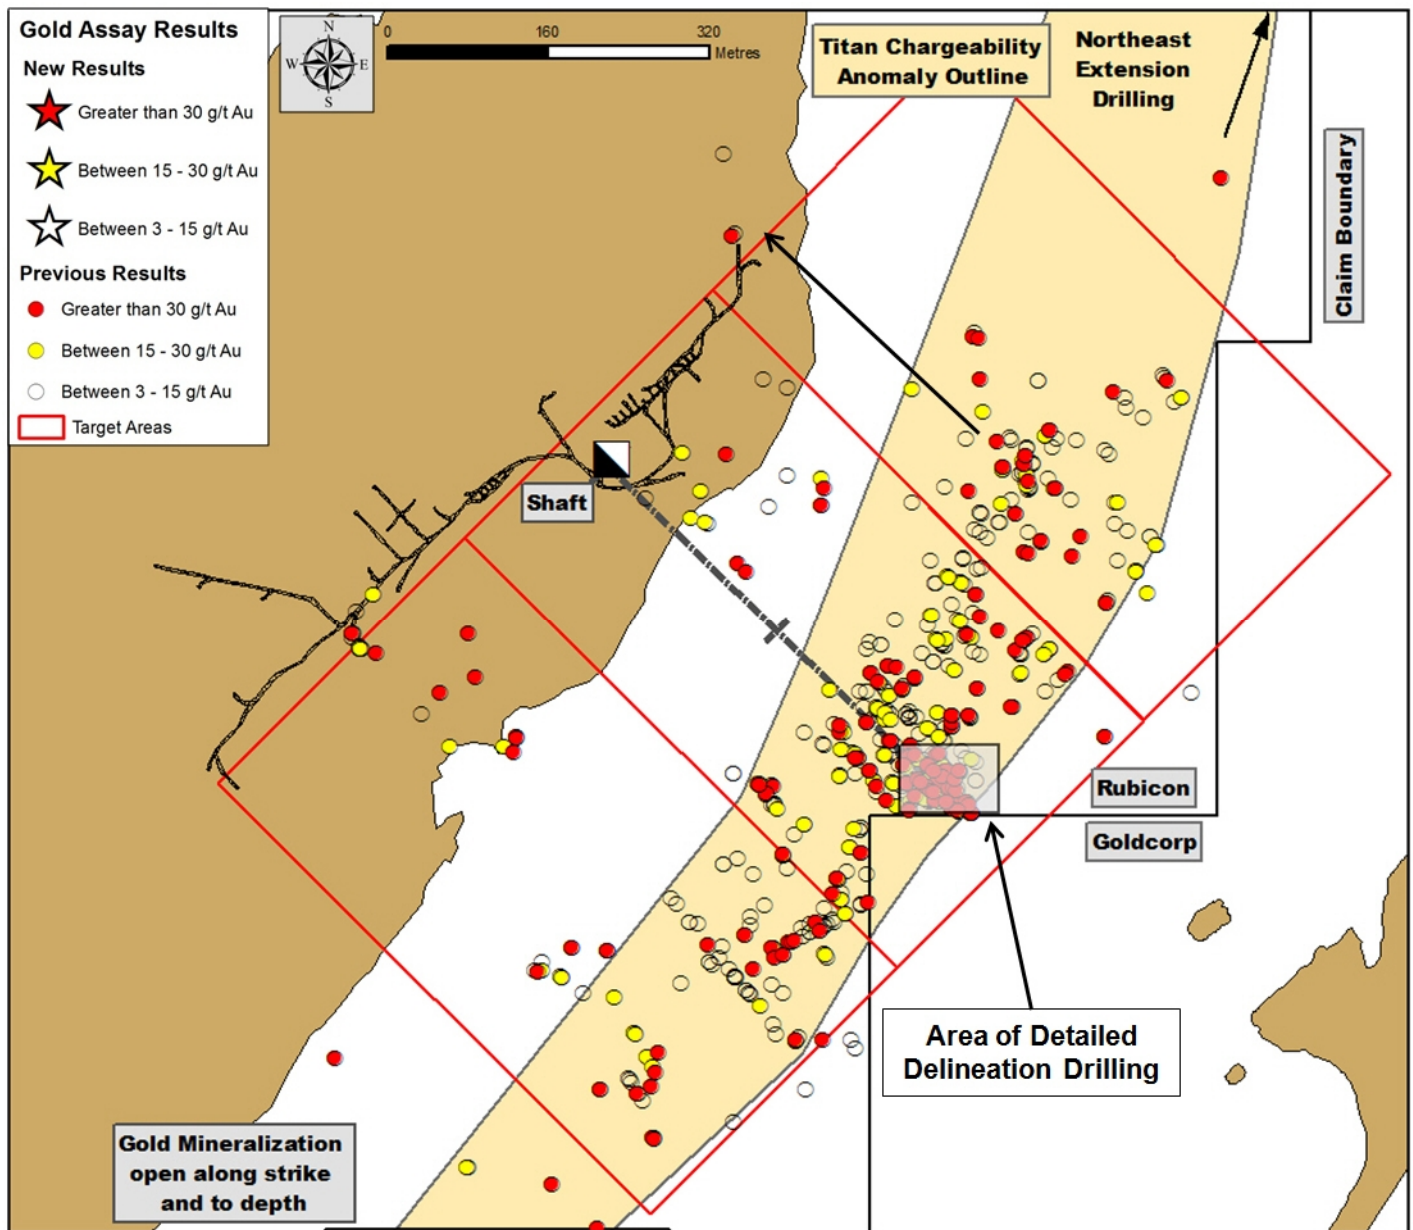 Gold Assay Results
New Results
Greater than 30 g/t Au
Between 15 - 30 g/t Au
Between 3 - 15 g/t Au
Previous Results
Greater than 30 g/t Au
Between 15 - 30 g/t Au
Between 3 - 15 g/t Au
Target Areas
N
W E
S
0 160 320
Metres
Titan Chargeability
Anomaly Outline
Northeast
Extension
Drilling
Claim Boundary
Shaft
Rubicon
Goldcorp
Area of Detailed
Delineation Drilling
Gold Mineralization
open along strike
and to depth